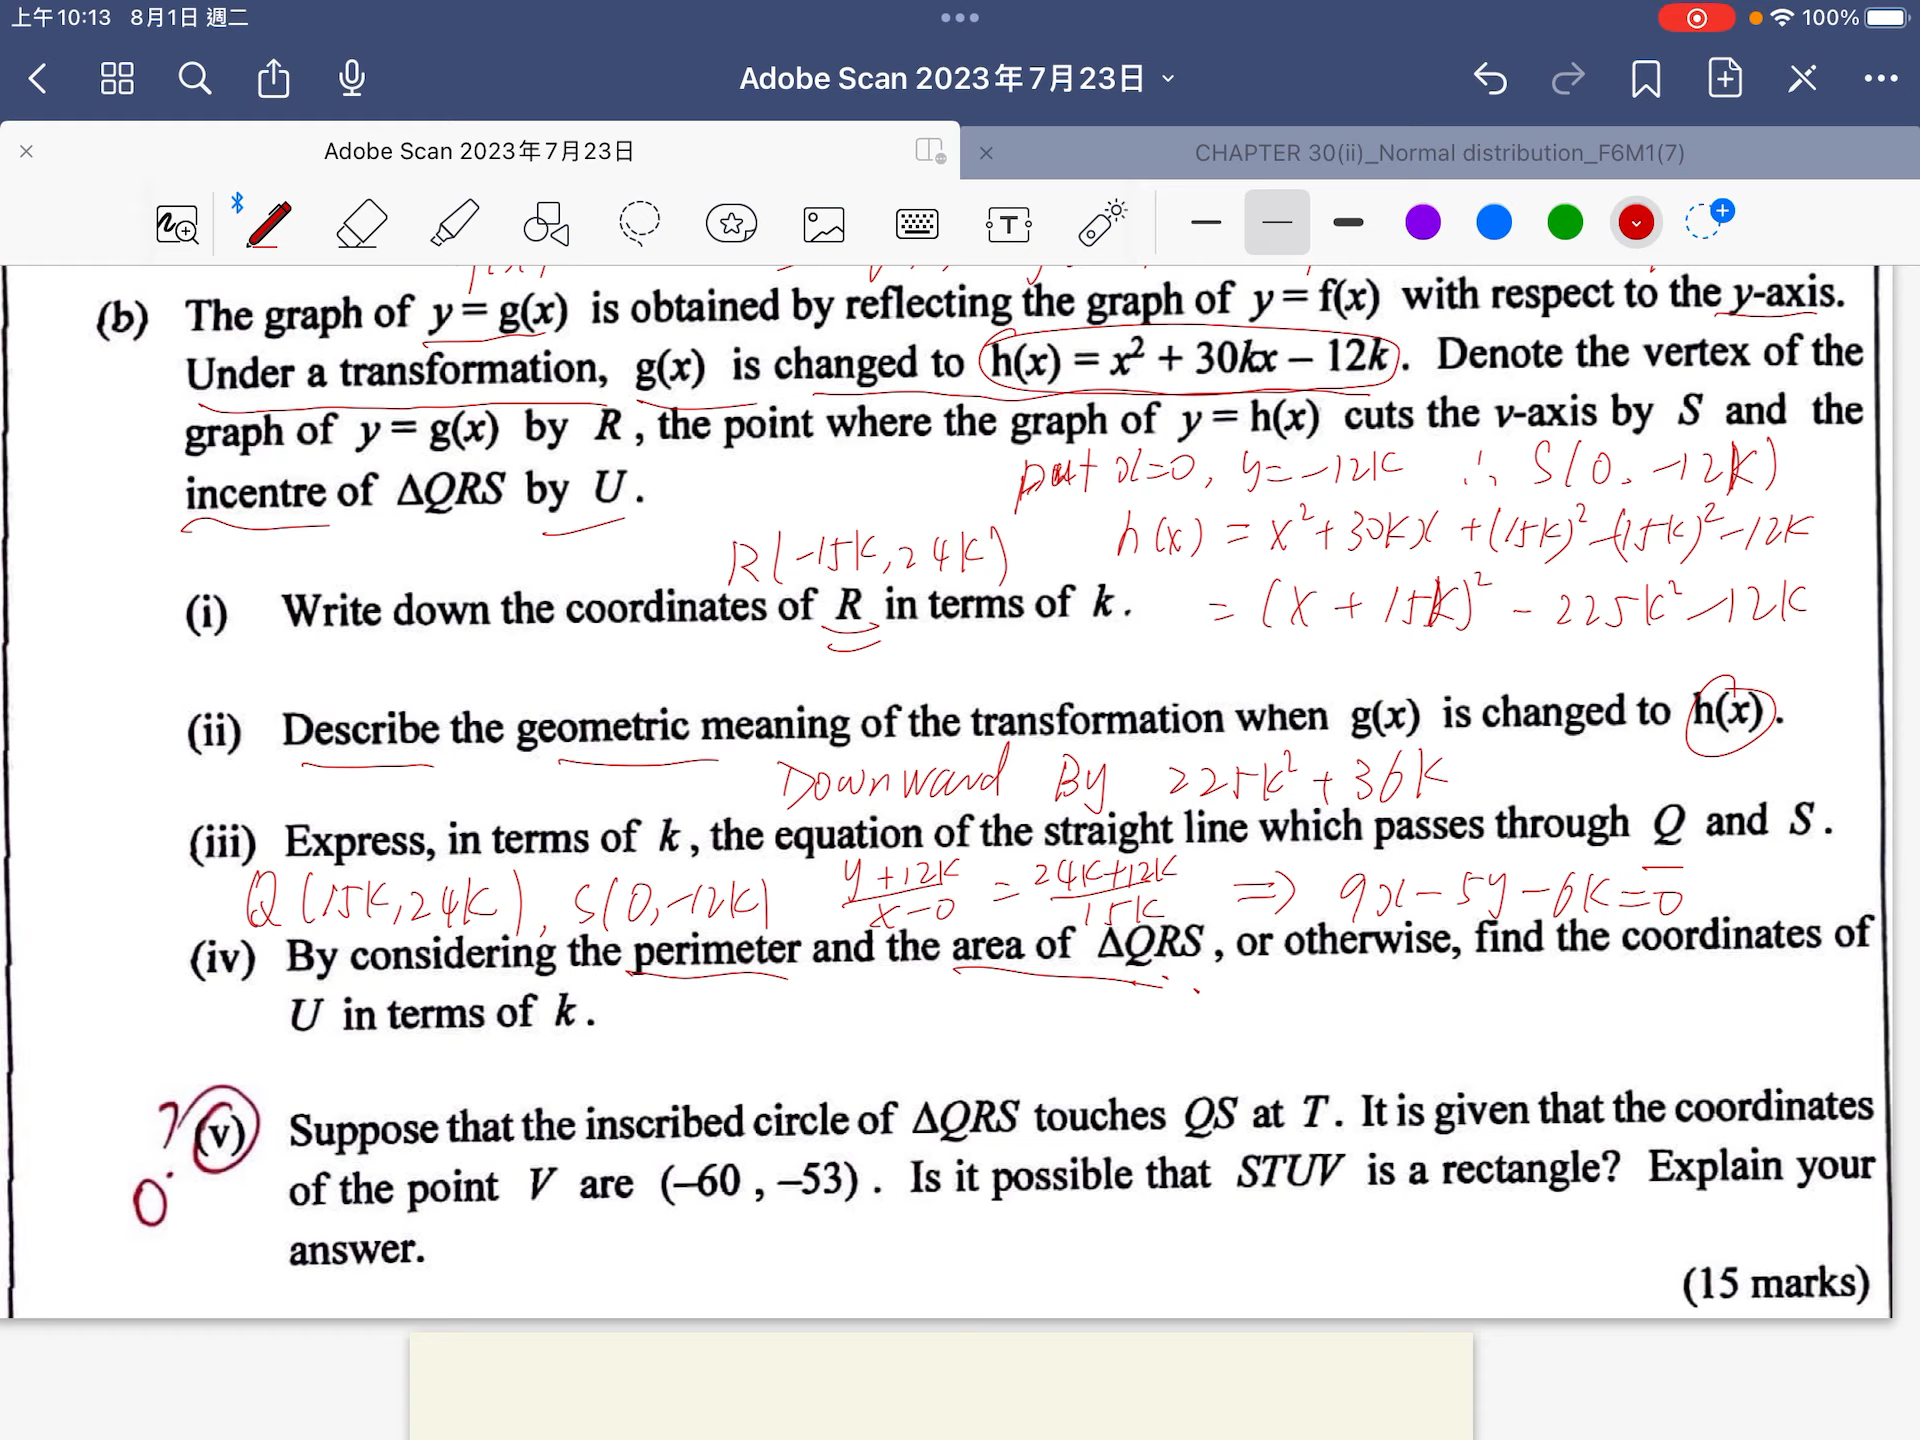 上午10:13 8月1日 週二
100%
Adobe Scan 2023年7月23日
Adobe Scan 2023年7月23日
CHAPTER 30(ii)_Normal distribution_F6M1(7)
(b) The graph of y = g(x) is obtained by reflecting the graph of y = f(x) with respect to the y-axis.
Under a transformation, g(x) is changed to h(x) = x² + 30kx – 12k. Denote the vertex of the
graph of y = g(x) by R, the point where the graph of y = h(x) cuts the y-axis by S and the
put x=0, y=-12k ∴ S(0, -12k)
incentre of ΔQRS by U.
h(x) = x²+30kx+(15k)²-(15k)²-12k
R(-15k,24k)
(i) Write down the coordinates of R in terms of k.
= (x+15k)² - 225k² - 12k
(ii) Describe the geometric meaning of the transformation when g(x) is changed to h(x).
Downward By 225k²+36k
(iii) Express, in terms of k, the equation of the straight line which passes through Q and S.
Q(15k,24k), S(0,-12k) (y+12k)/(x-0) = (24k+12k)/15k ⇒ 9x-5y-6k=0
(iv) By considering the perimeter and the area of ΔQRS, or otherwise, find the coordinates of
U in terms of k.
(v) Suppose that the inscribed circle of ΔQRS touches QS at T. It is given that the coordinates
of the point V are (–60, –53). Is it possible that STUV is a rectangle? Explain your
answer.
(15 marks)